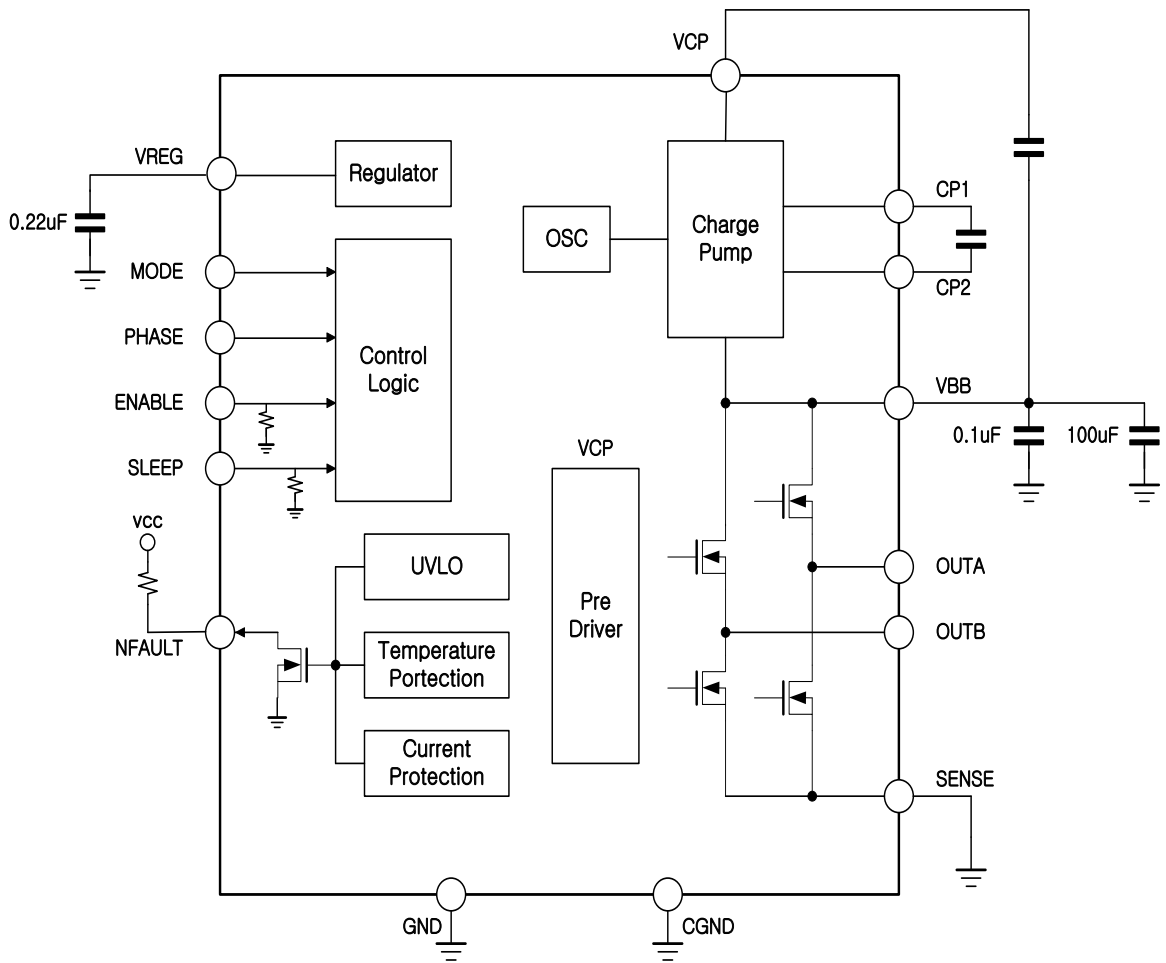 VCP
VREG
Regulator
0.22uF
OSC
Charge
Pump
CP1
CP2
MODE
PHASE
ENABLE
SLEEP
Control
Logic
VBB
0.1uF
100uF
VCP
Pre
Driver
vcc
NFAULT
UVLO
Temperature
Portection
Current
Protection
OUTA
OUTB
SENSE
GND
CGND